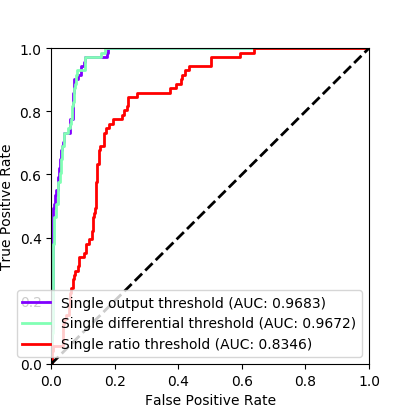 1.0
0.8
0.6
0.4
0.2
0.0
True Positive Rate
Single output threshold (AUC: 0.9683)
Single differential threshold (AUC: 0.9672)
Single ratio threshold (AUC: 0.8346)
0.0 0.2 0.4 0.6 0.8 1.0
False Positive Rate